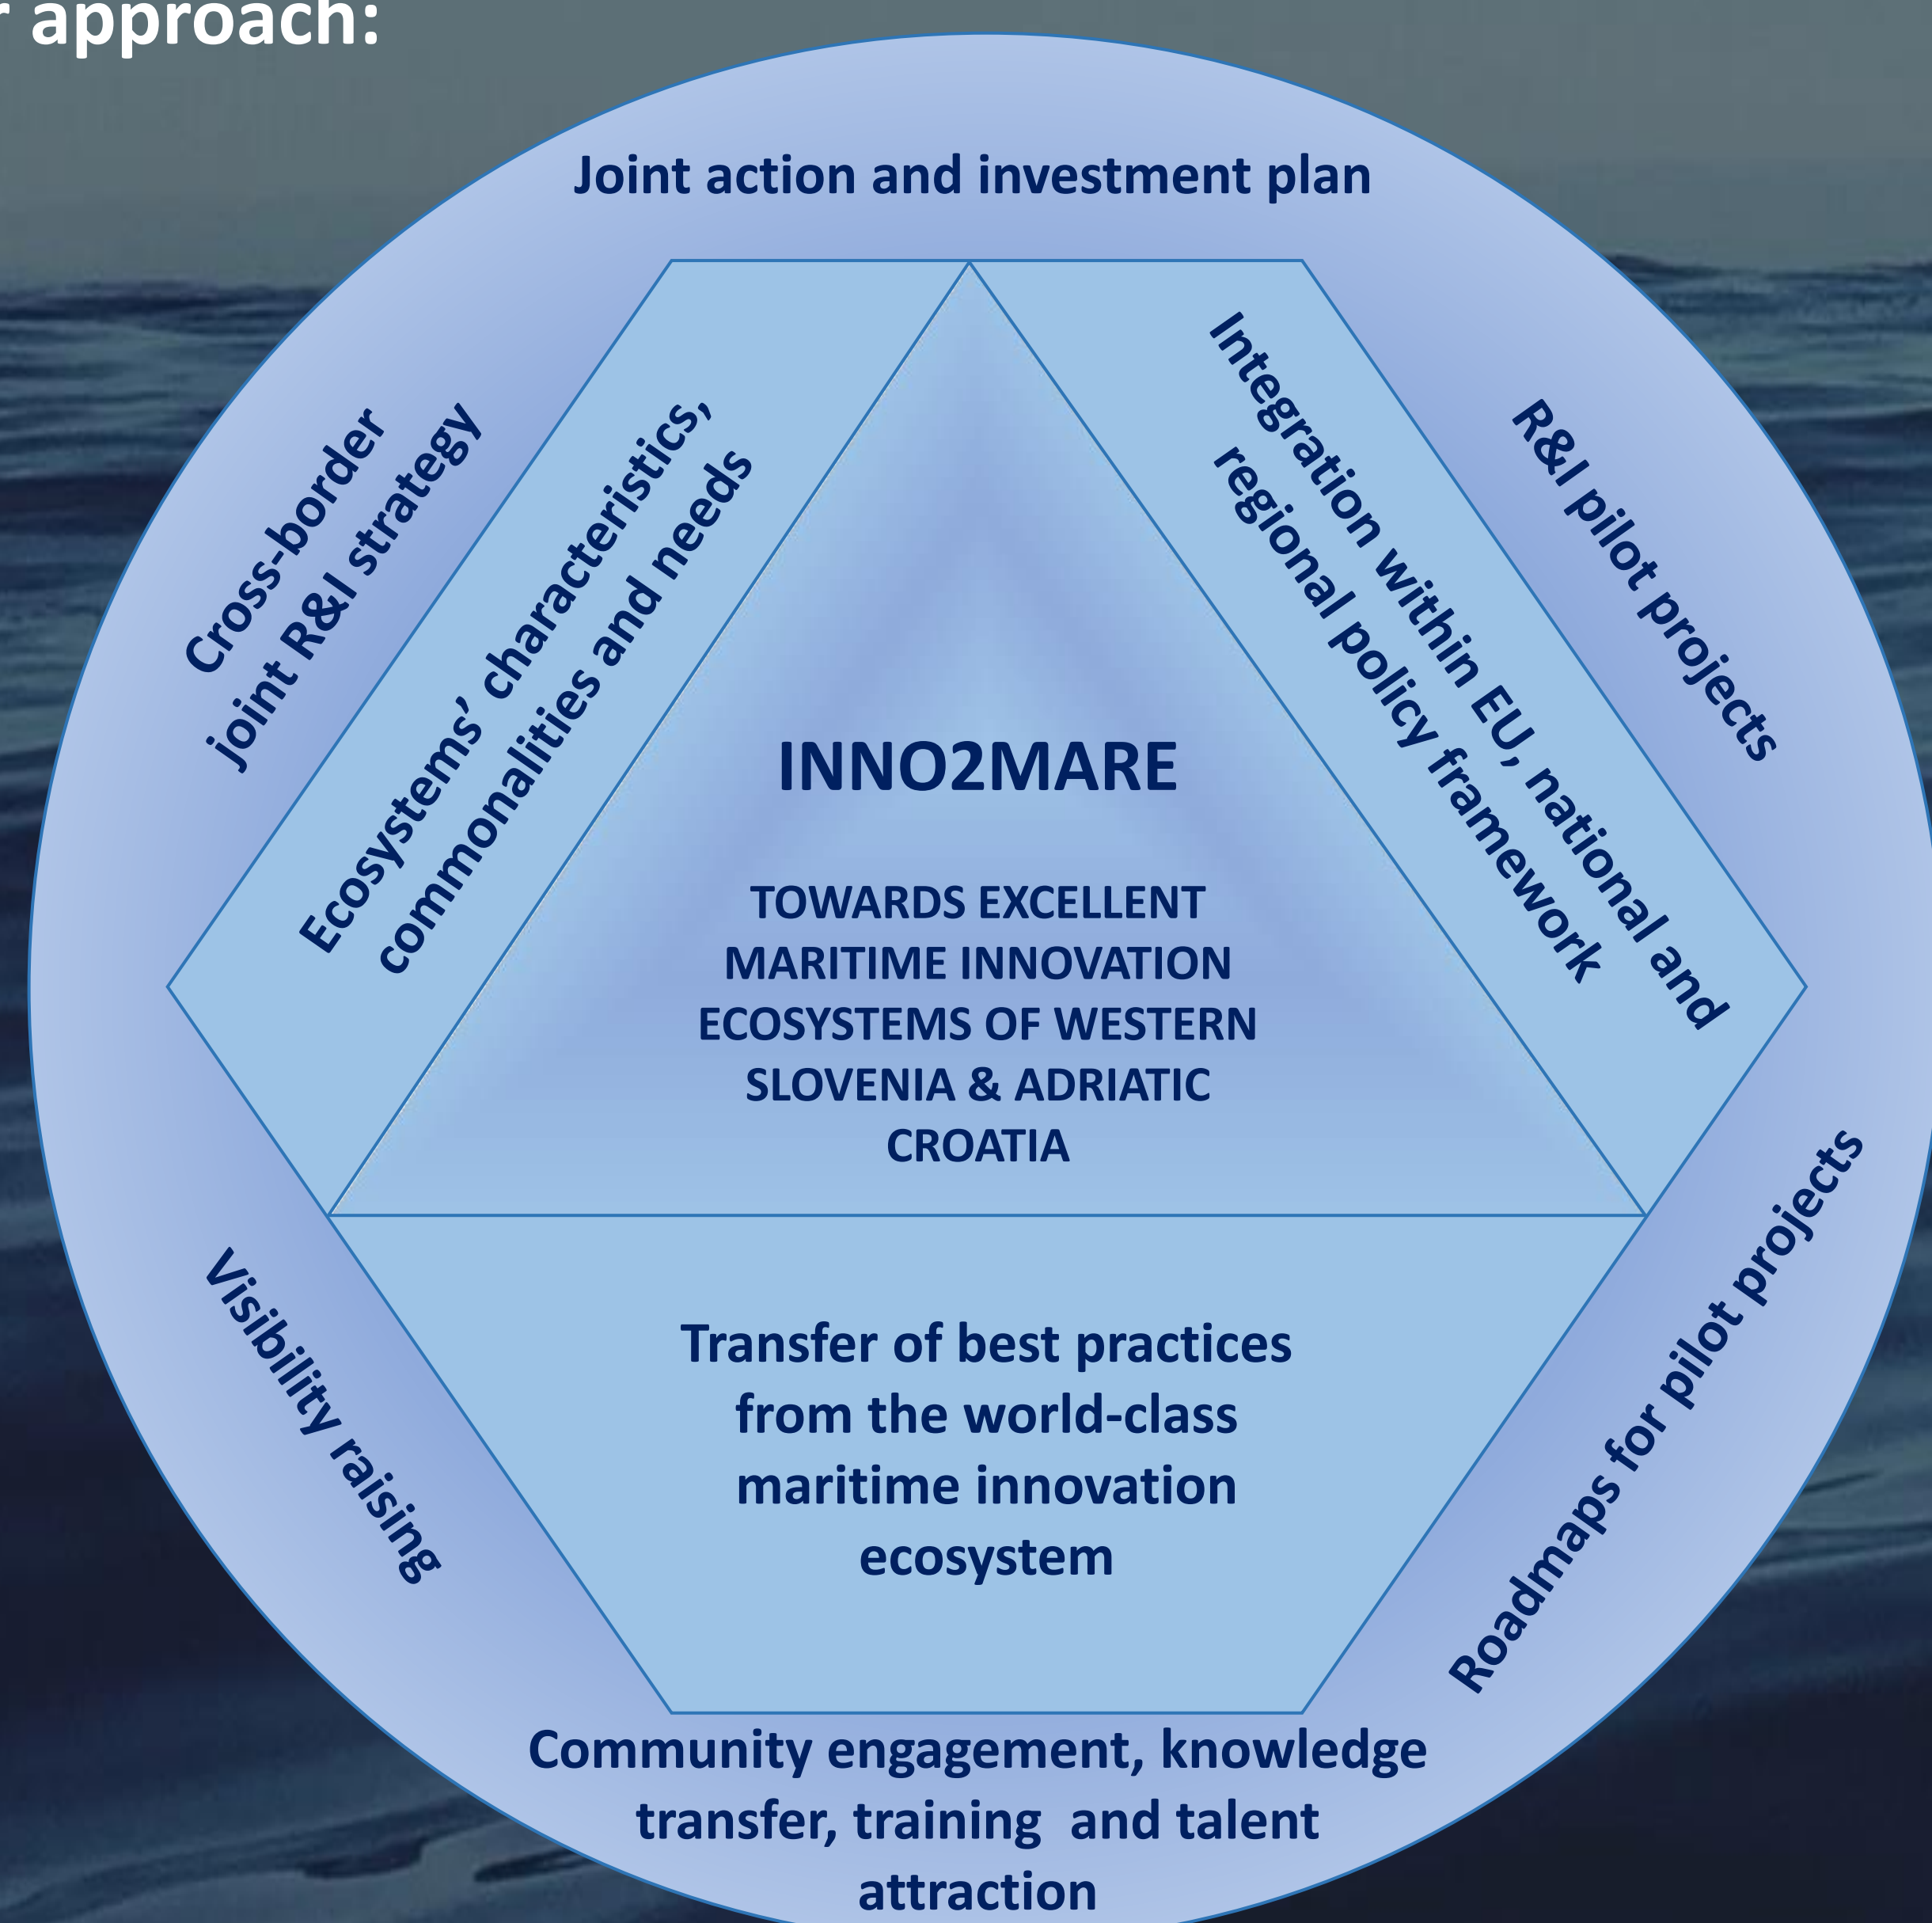 approach:
Joint action and investment plan
Cross-border
joint R&I strategy
Ecosystems’ characteristics,
commonalities and needs
Integration within EU, national and
regional policy framework
R&I pilot projects
INNO2MARE
TOWARDS EXCELLENT
MARITIME INNOVATION
ECOSYSTEMS OF WESTERN
SLOVENIA & ADRIATIC
CROATIA
Visibility raising
Transfer of best practices
from the world-class
maritime innovation
ecosystem
Roadmaps for pilot projects
Community engagement, knowledge
transfer, training  and talent
attraction